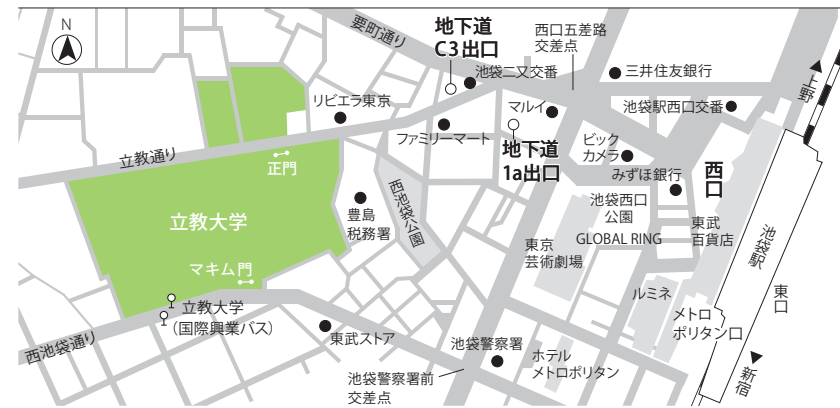 N
要町通り
地下道
C3出口
西口五差路
交差点
池袋二又交番
三井住友銀行
上野
リビエラ東京
マルイ
池袋駅西口交番
ファミリーマート
地下道
1a出口
ビック
カメラ
立教通り
正門
みずほ銀行
西口
立教大学
豊島
税務署
西池袋公園
池袋西口
公園
GLOBAL RING
東武
百貨店
池袋駅
東京
芸術劇場
マキム門
ルミネ
東口
メトロ
ポリタン口
立教大学
(国際興業バス)
西池袋通り
東武ストア
池袋警察署
ホテル
メトロポリタン
新宿
池袋警察署前
交差点